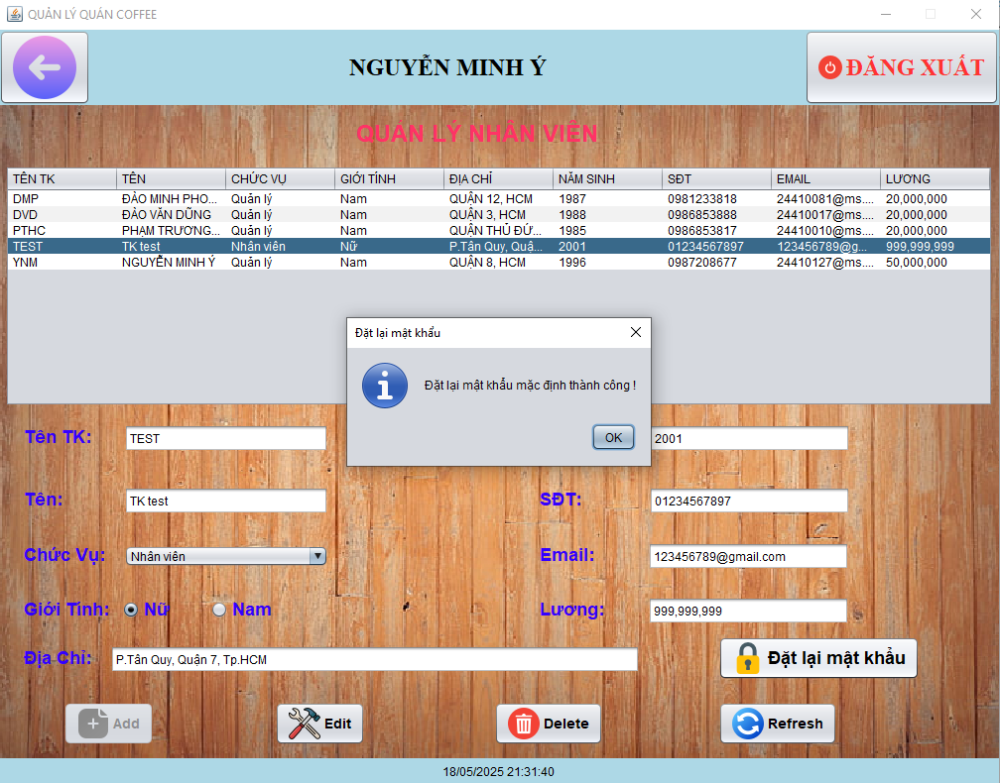 QUẢN LÝ QUÁN COFFEE
NGUYỄN MINH Ý
ĐĂNG XUẤT
QUẢN LÝ NHÂN VIÊN
TÊN TK TÊN CHỨC VỤ GIỚI TÍNH ĐỊA CHỈ NĂM SINH SĐT EMAIL LƯƠNG
DMP ĐÀO MINH PHO... Quản lý Nam QUẬN 12, HCM 1987 0981233818 24410081@ms.... 20,000,000
DVD ĐÀO VĂN DŨNG Quản lý Nam QUẬN 3, HCM 1988 0986853888 24410017@ms.... 20,000,000
PTHC PHẠM TRƯƠNG... Quản lý Nam QUẬN THỦ ĐỨ... 1985 0986853817 24410010@ms.... 20,000,000
TEST TK test Nhân viên Nữ P.Tân Quy, Quậ... 2001 01234567897 123456789@g... 999,999,999
YNM NGUYỄN MINH Ý Quản lý Nam QUẬN 8, HCM 1996 0987208677 24410127@ms.... 50,000,000
Đặt lại mật khẩu
Đặt lại mật khẩu mặc định thành công !
OK
Tên TK: TEST 2001
Tên: TK test SĐT: 01234567897
Chức Vụ: Nhân viên Email: 123456789@gmail.com
Giới Tính: Nữ Nam Lương: 999,999,999
Địa Chỉ: P.Tân Quy, Quận 7, Tp.HCM Đặt lại mật khẩu
Add Edit Delete Refresh
18/05/2025 21:31:40